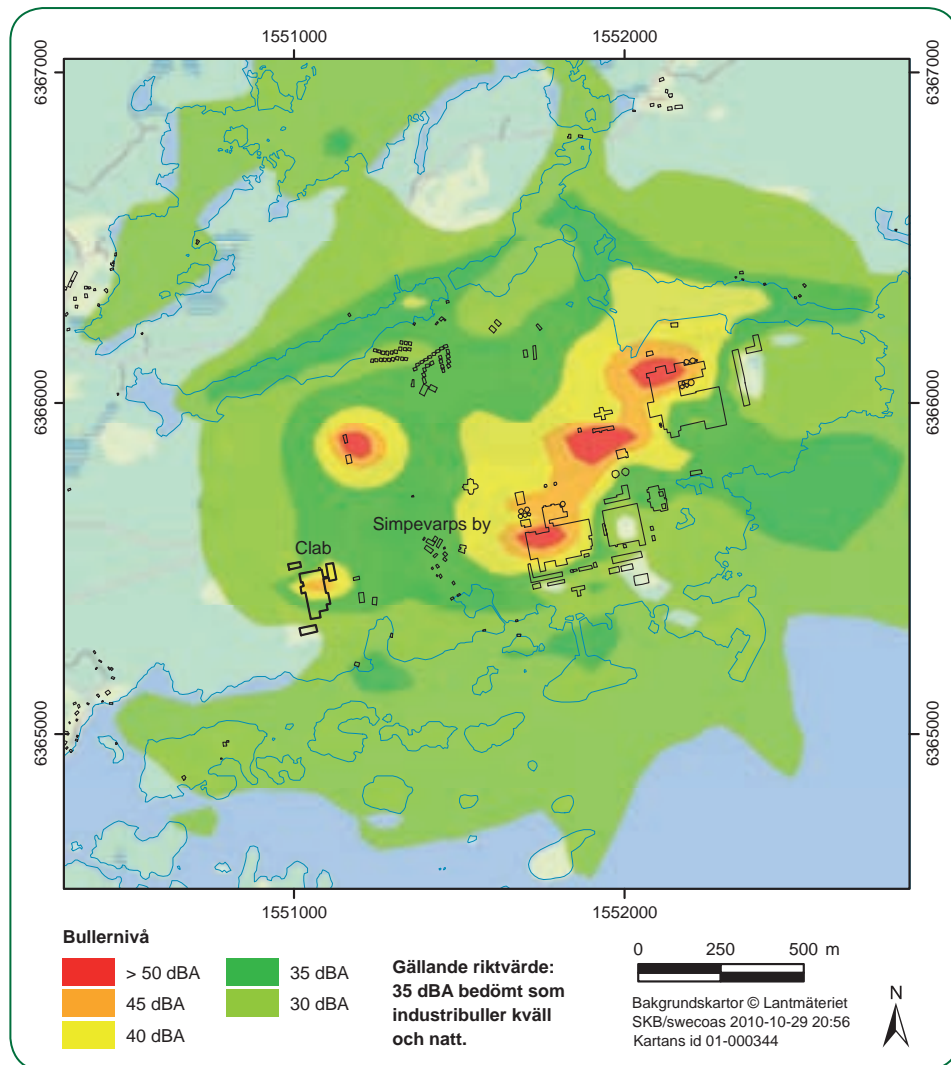 1551000 1552000
6367000 6367000
6366000 6366000
Simpevarps by
Clab
6365000 6365000
1551000 1552000
Bullernivå
> 50 dBA
45 dBA
40 dBA
35 dBA
30 dBA
Gällande riktvärde:
35 dBA bedömt som
industribuller kväll
och natt.
0 250 500 m
Bakgrundskartor © Lantmäteriet
SKB/swecoas 2010-10-29 20:56
Kartans id 01-000344
N